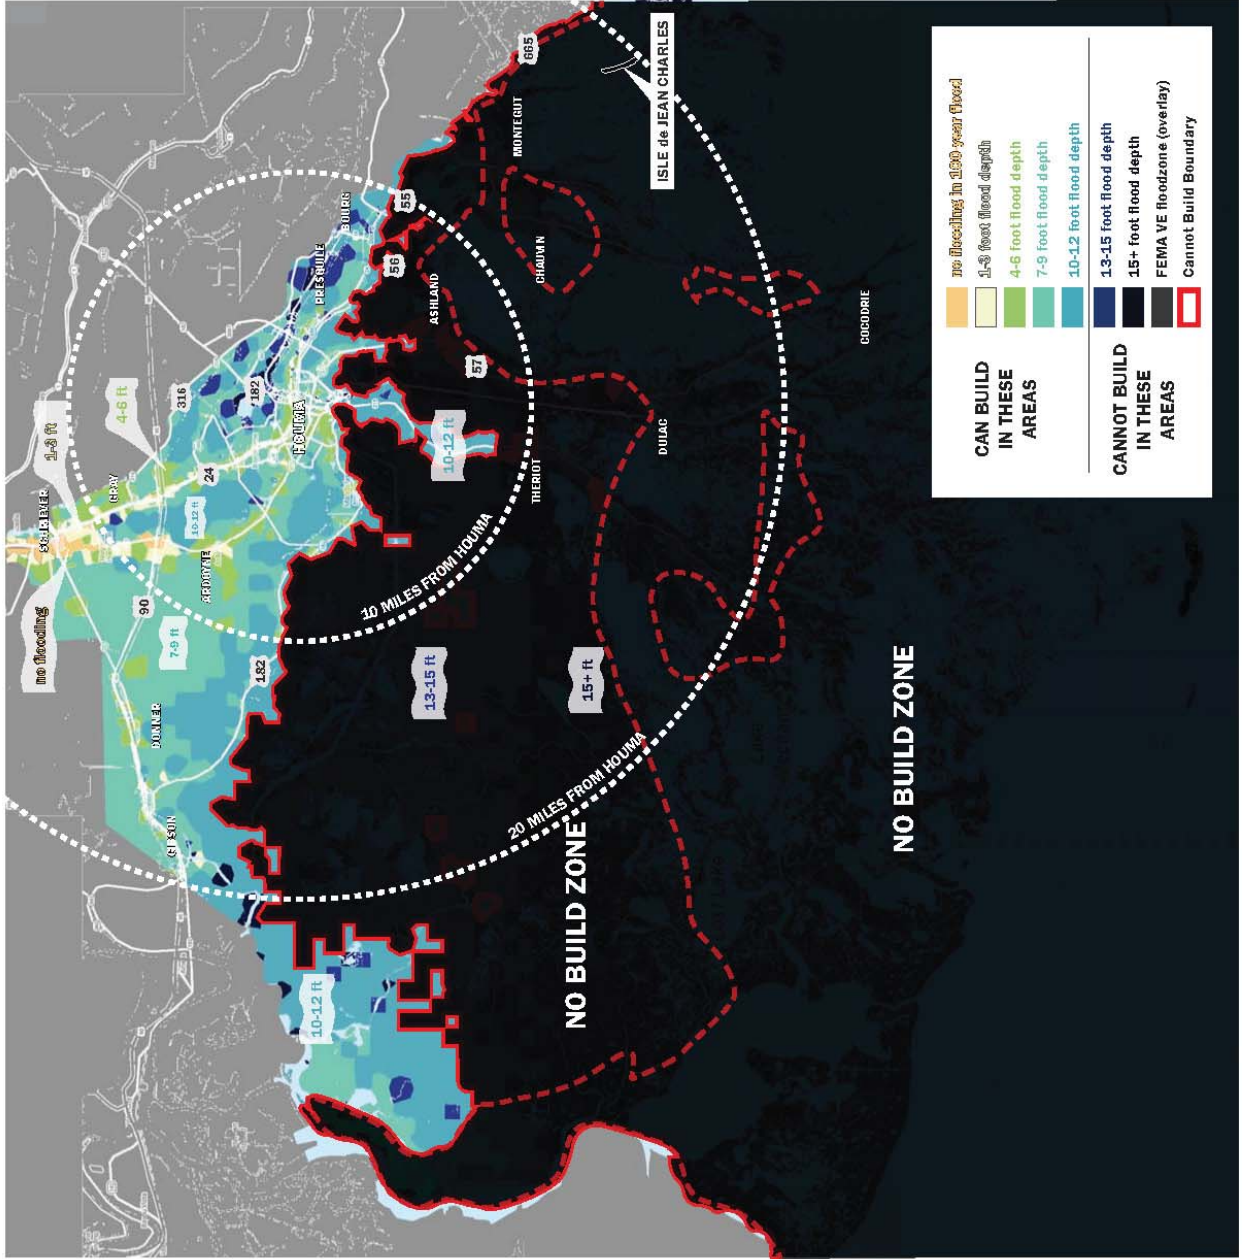 SCHRIEVER
no flooding
1-3 ft
4-6 ft
GRAY
316
24
182
90
10-12 ft
7-9 ft
ARDOYNE
HOUMA
PRESQUILE
BOURG
DONNER
GIBSON
182
55
56
665
57
MONTEGUT
CHAUVIN
ASHLAND
ISLE de JEAN CHARLES
10-12 ft
THERIOT
DULAC
COCODRIE
10 MILES FROM HOUMA
20 MILES FROM HOUMA
13-15 ft
15+ ft
10-12 ft
NO BUILD ZONE
NO BUILD ZONE
CAN BUILD
IN THESE
AREAS
no flooding in 100 year flood
1-3 foot flood depth
4-6 foot flood depth
7-9 foot flood depth
10-12 foot flood depth
CANNOT BUILD
IN THESE
AREAS
13-15 foot flood depth
15+ foot flood depth
FEMA VE floodzone (overlay)
Cannot Build Boundary